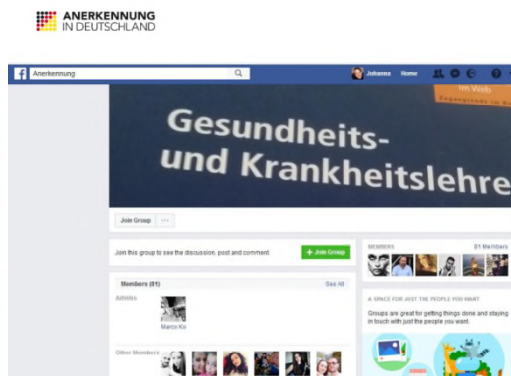 ANERKENNUNG
IN DEUTSCHLAND
Anerkennung
Johanna Home
im Web
Gesundheits-
und Krankheitslehre
Join Group
Join this group to see the discussion, post and comment.
+ Join Group
MEMBERS
81 Members
Members (81)
See All
Admins
Marco Ko
A SPACE FOR JUST THE PEOPLE YOU WANT
Groups are great for getting things done and staying
in touch with just the people you want.
Other Members